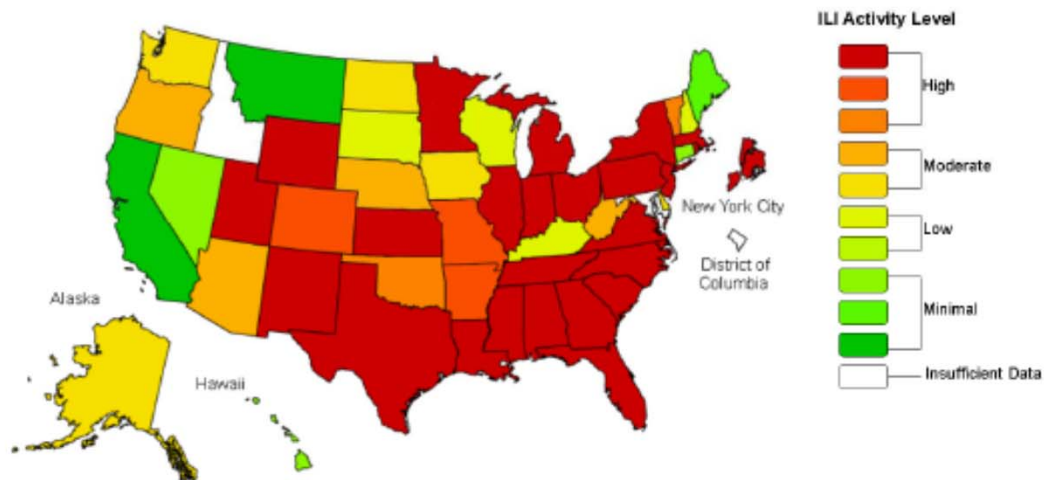 ILI Activity Level
High
Moderate
Low
Minimal
Insufficient Data
New York City
District of
Columbia
Alaska
Hawaii